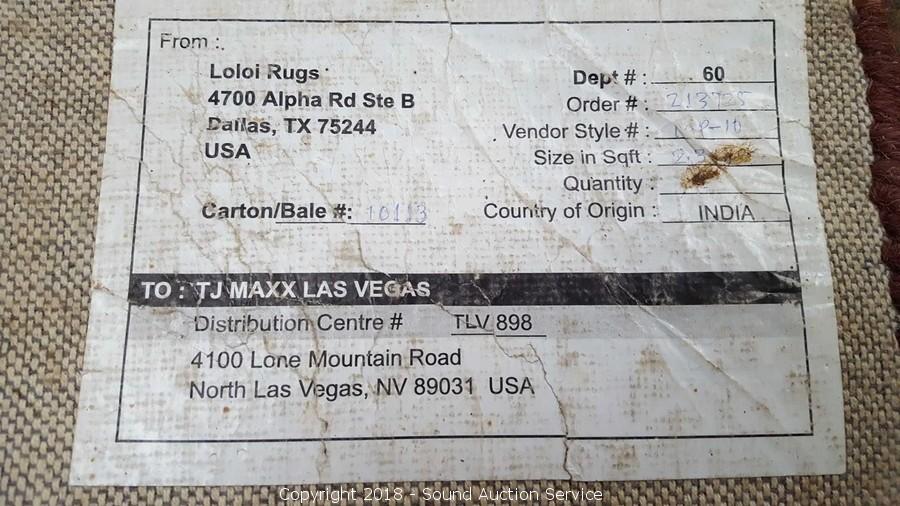 From :
Loloi Rugs
4700 Alpha Rd Ste B
Dallas, TX 75244
USA
Carton/Bale #: 10113
Dept # : 60
Order # :
Vendor Style # :
Size in Sqft :
Quantity :
Country of Origin : INDIA
TO : TJ MAXX LAS VEGAS
Distribution Centre # TLV 898
4100 Lone Mountain Road
North Las Vegas, NV 89031 USA
Copyright 2018 - Sound Auction Service